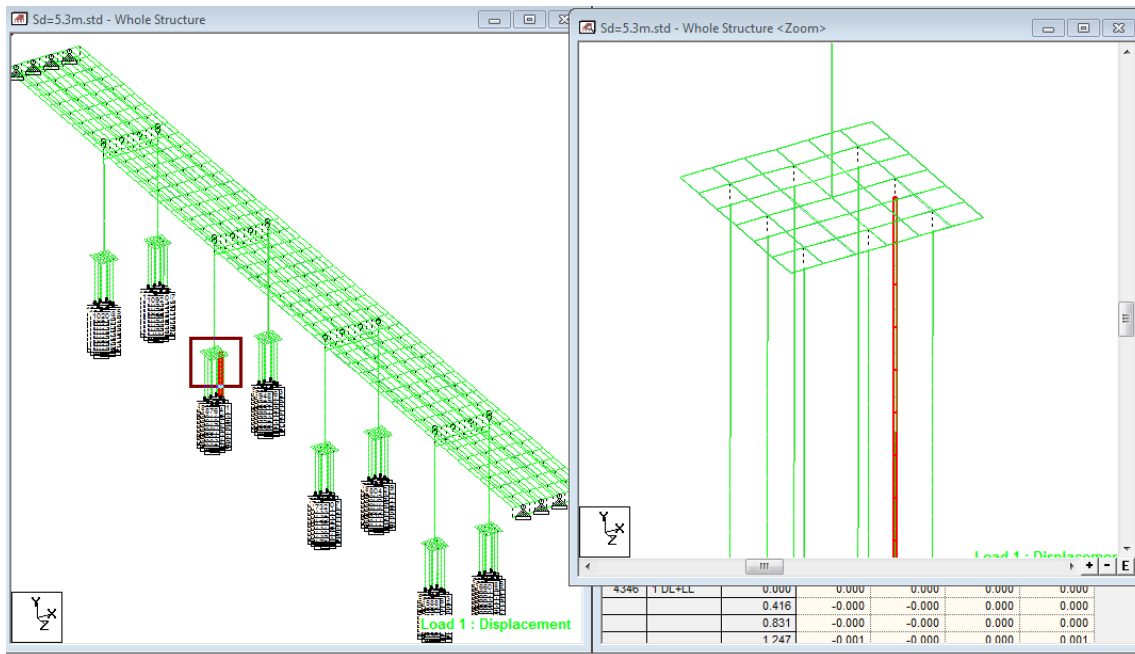 Sd=5.3m.std - Whole Structure
Sd=5.3m.std - Whole Structure <Zoom>
Y
X
Z
Load 1 : Displacement
Y
X
Z
Load 1 : Displacement
E
4346 1 DL+LL 0.000 0.000 0.000 0.000 0.000
0.416 -0.000 -0.000 0.000 0.000
0.831 -0.000 -0.000 0.000 0.000
1.247 -0.001 -0.000 0.000 0.001